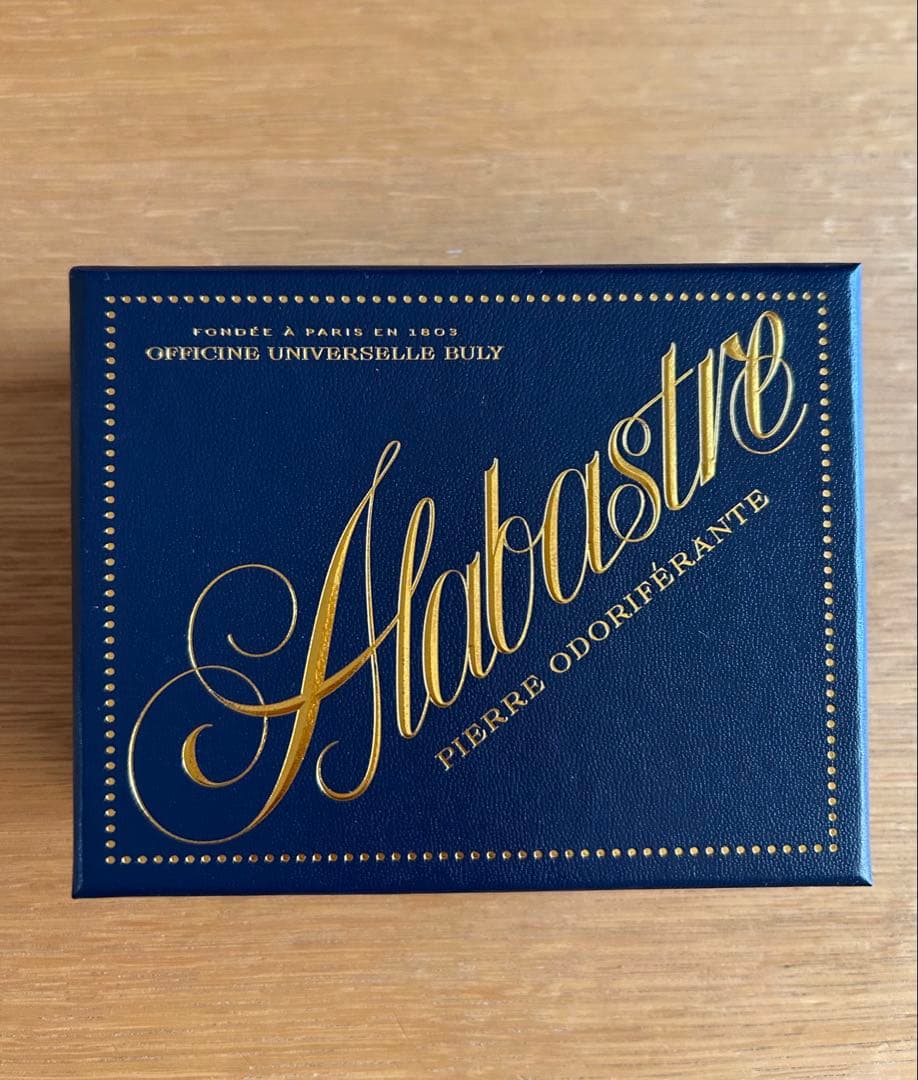 FONDÉE À PARIS EN 1803
OFFICINE UNIVERSELLE BULY
Alabastre
PIERRE ODORIFÉRANTE